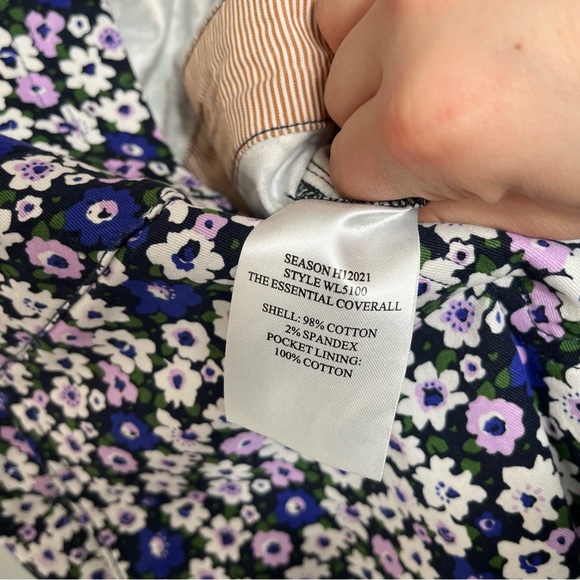 SEASON H12021
STYLE WL5100
THE ESSENTIAL COVERALL
SHELL: 98% COTTON
2% SPANDEX
POCKET LINING:
100% COTTON